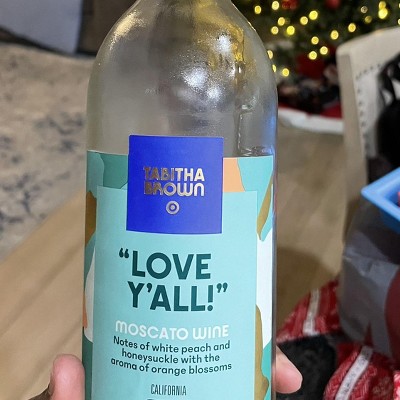 TABITHA
BROWN
"LOVE
Y'ALL!"
MOSCATO WINE
Notes of white peach and
honeysuckle with the
aroma of orange blossoms
CALIFORNIA